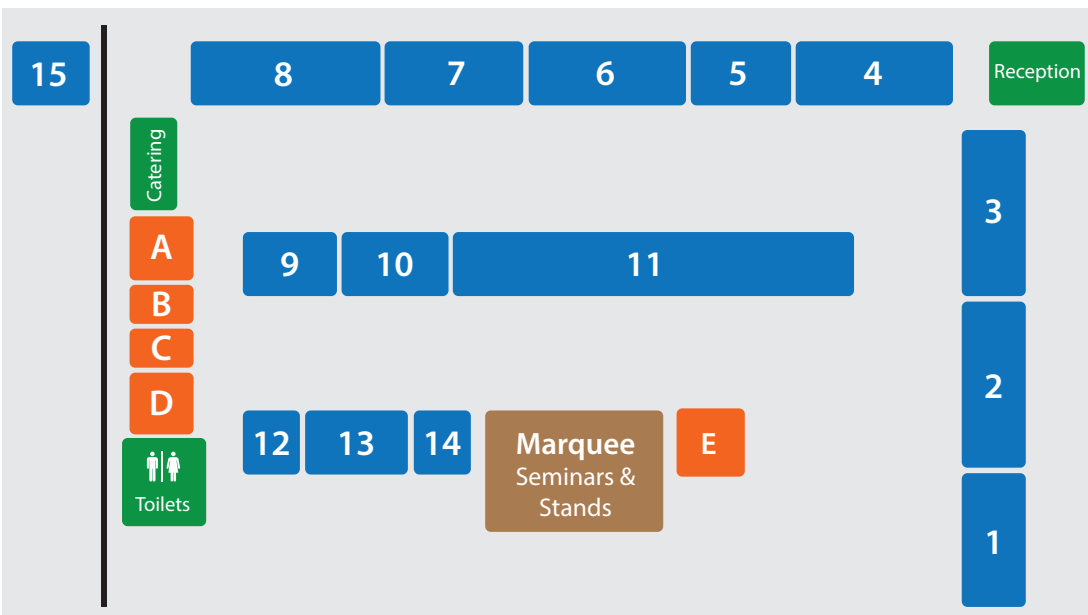 15
8
7
6
5
4
Reception
Catering
3
A
9
10
11
B
C
2
D
12
13
14
Marquee
Seminars &
Stands
E
Toilets
1